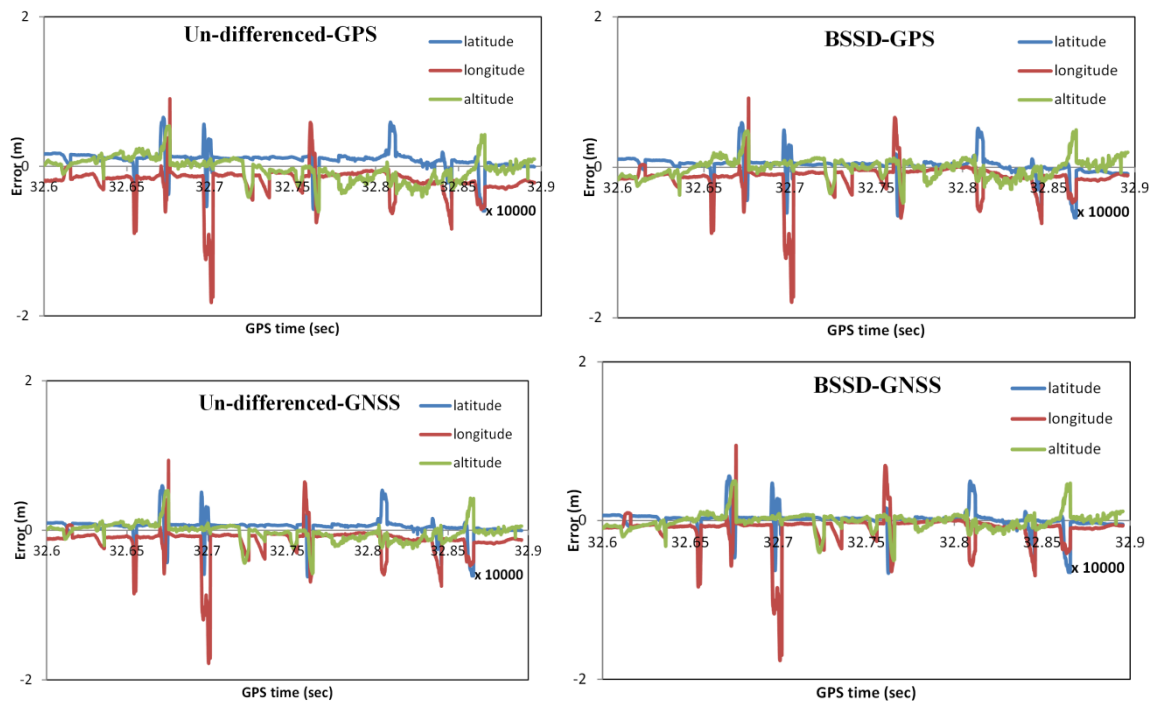 Un-differenced-GPS
latitude
longitude
altitude
2
0
-2
Error (m)
32.6
32.65
32.7
32.75
32.8
32.85
32.9
x 10000
GPS time (sec)
BSSD-GPS
latitude
longitude
altitude
2
0
-2
Error (m)
32.6
32.65
32.7
32.75
32.8
32.85
32.9
x 10000
GPS time (sec)
Un-differenced-GNSS
latitude
longitude
altitude
2
0
-2
Error (m)
32.6
32.65
32.7
32.75
32.8
32.85
32.9
x 10000
GPS time (sec)
BSSD-GNSS
latitude
longitude
altitude
2
0
-2
Error (m)
32.6
32.65
32.7
32.75
32.8
32.85
32.9
x 10000
GPS time (sec)